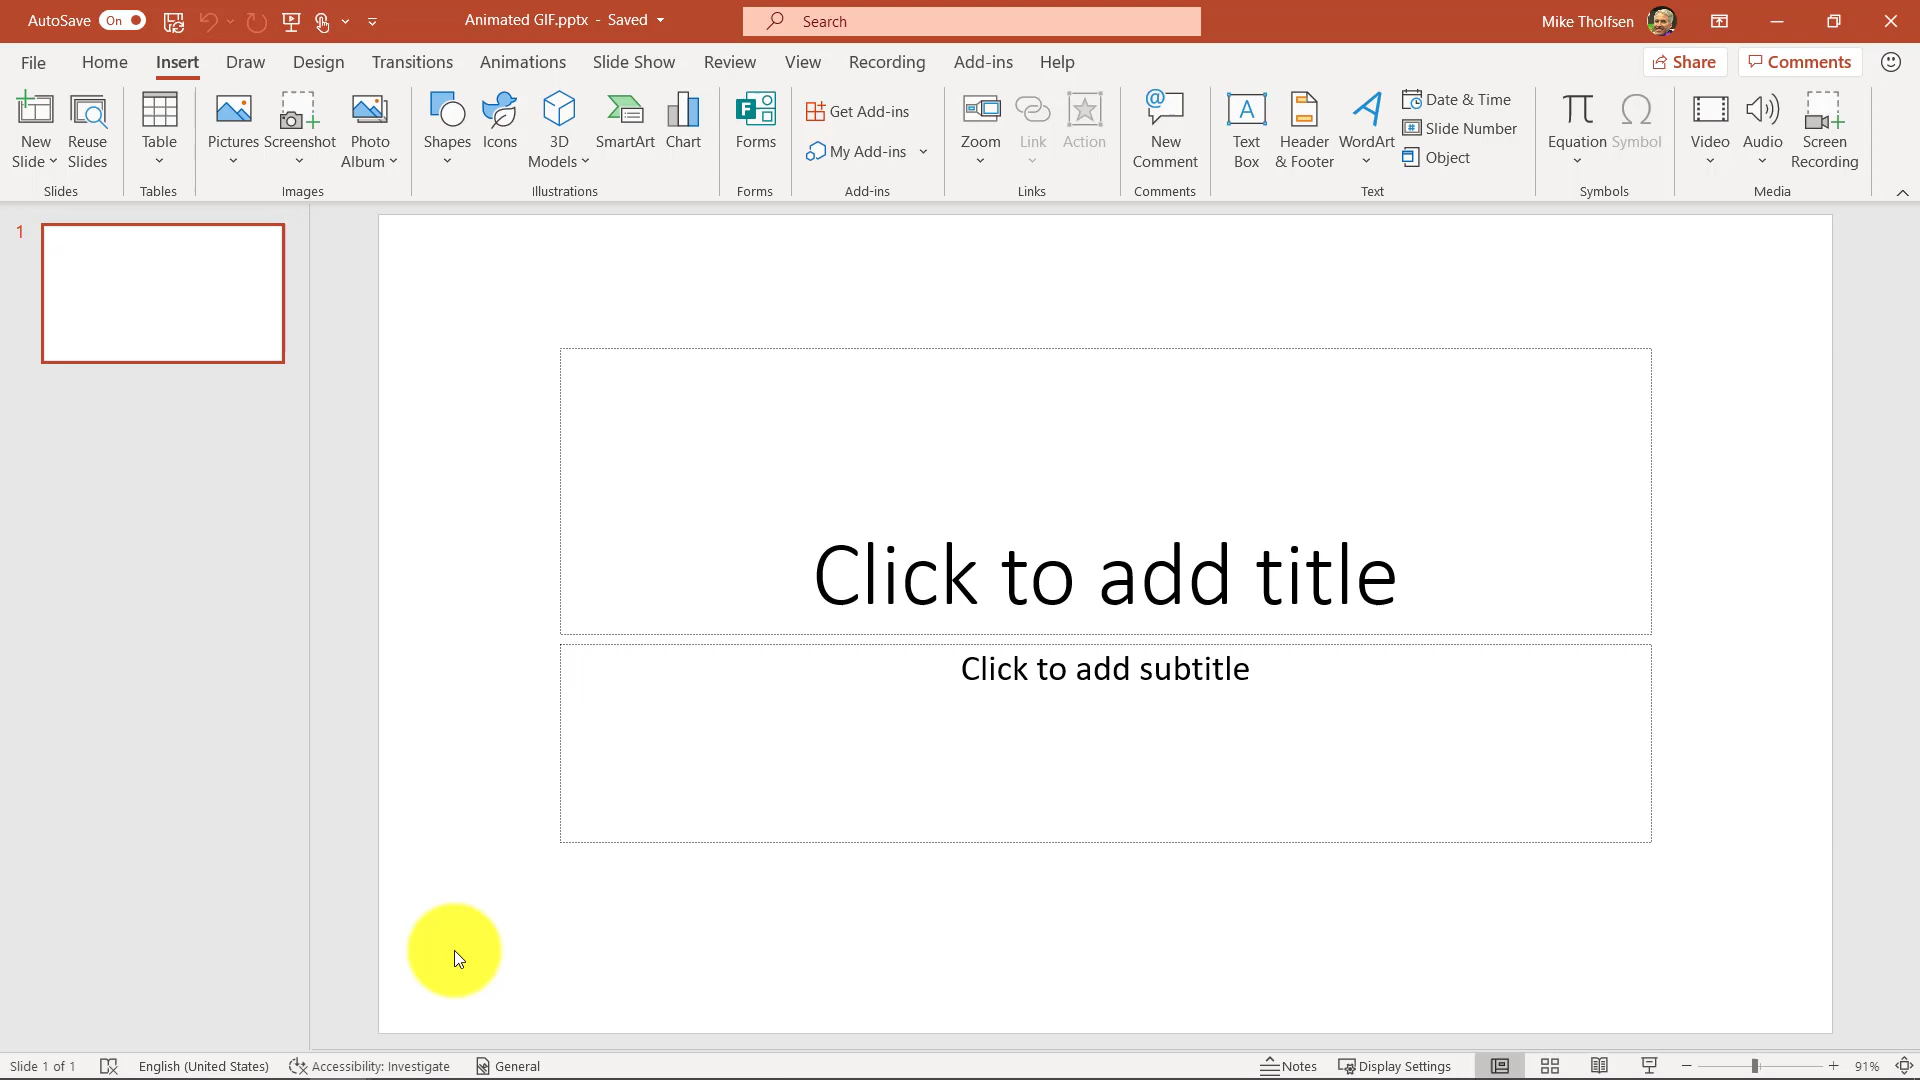 AutoSave On Animated GIF.pptx - Saved Search Mike Tholfsen
File Home Insert Draw Design Transitions Animations Slide Show Review View Recording Add-ins Help Share Comments
New Slide
Reuse Slides
Table
Pictures
Screenshot
Photo Album
Shapes
Icons
3D Models
SmartArt
Chart
Forms
Get Add-ins
My Add-ins
Zoom
Link
Action
New Comment
Text Box
Header & Footer
WordArt
Date & Time
Slide Number
Object
Equation
Symbol
Video
Audio
Screen Recording
Slides Tables Images Illustrations Forms Add-ins Links Comments Text Symbols Media
1
Click to add title
Click to add subtitle
Slide 1 of 1 English (United States) Accessibility: Investigate General Notes Display Settings 91%